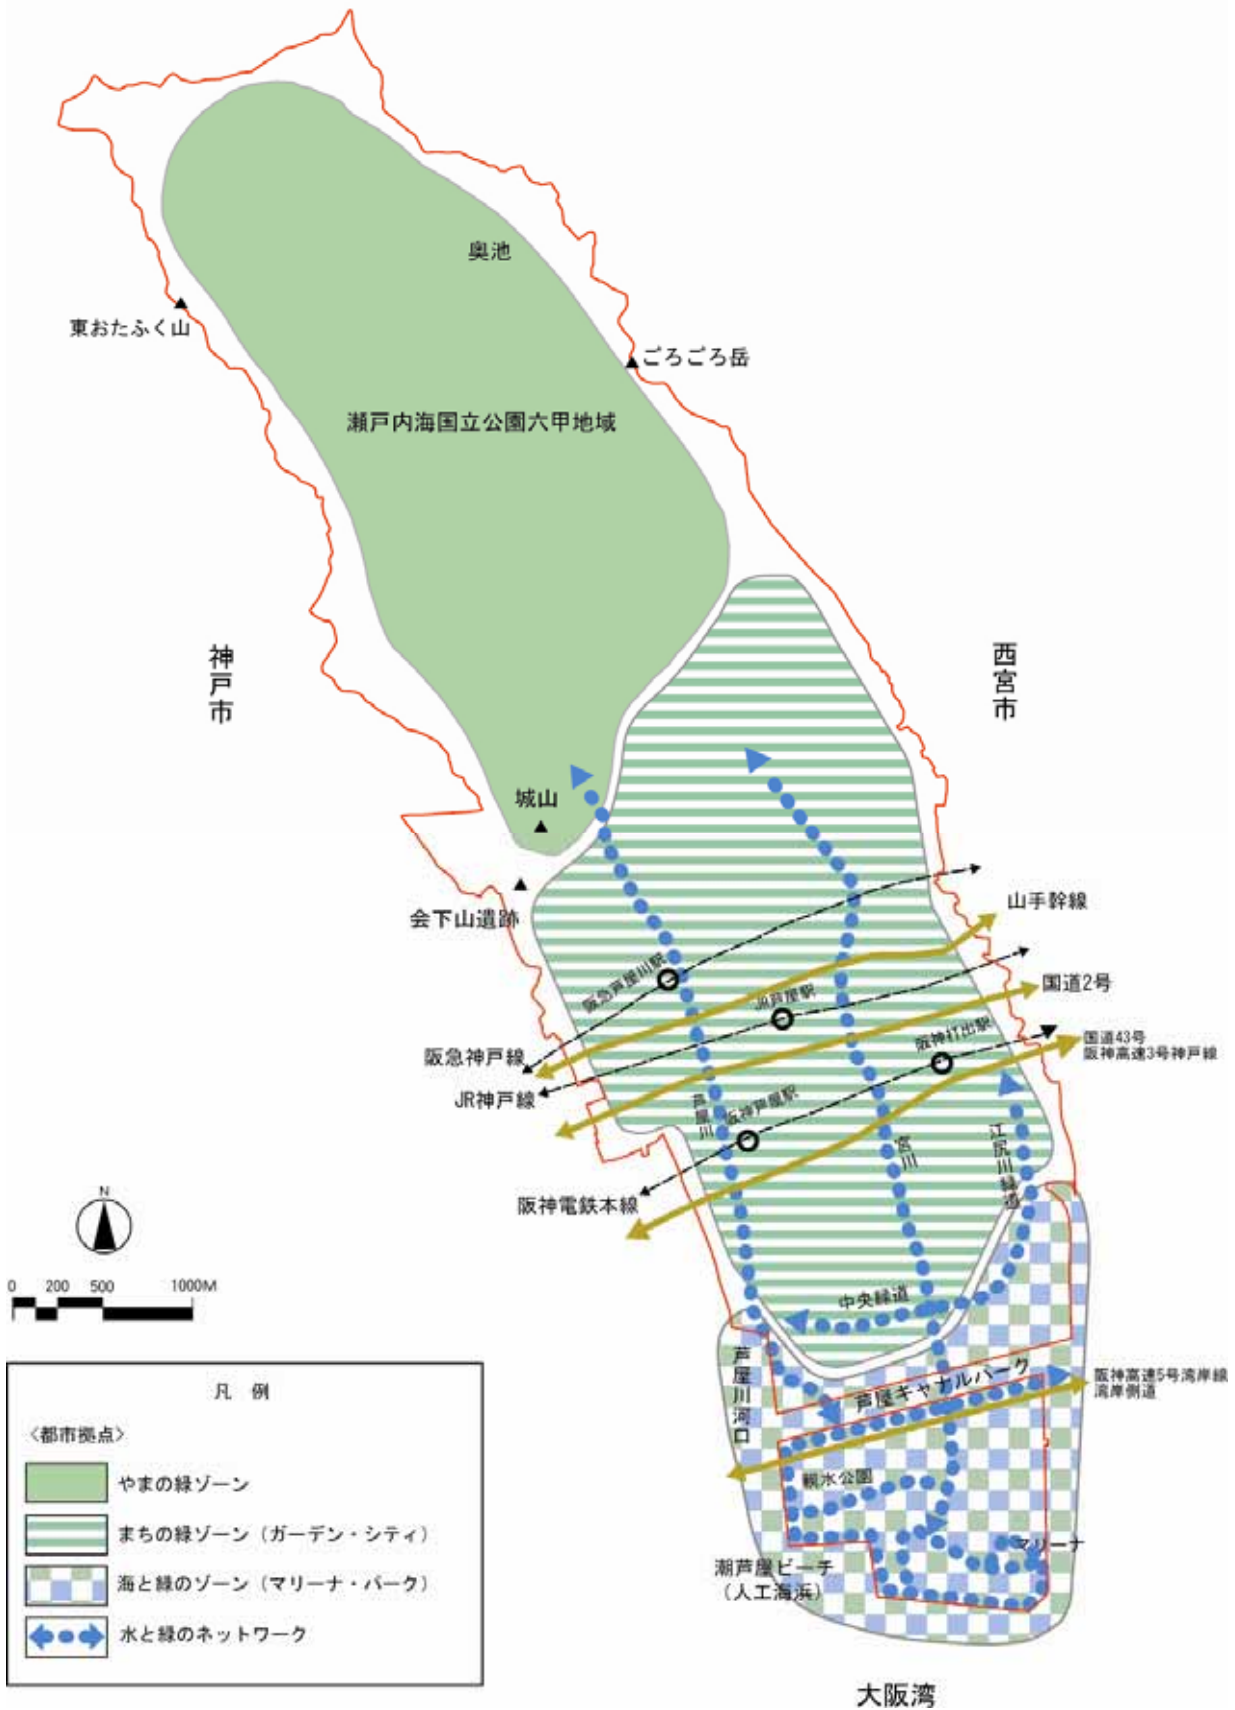 奥池
東おたふく山
ごろごろ岳
瀬戸内海国立公園六甲地域
神戸市
西宮市
城山
会下山遺跡
山手幹線
阪急芦屋川駅
JR芦屋駅
国道2号
阪神打出駅
国道43号
阪神高速3号神戸線
阪急神戸線
JR神戸線
芦屋川
阪神芦屋駅
宮川
江尻川緑道
阪神電鉄本線
N
0 200 500 1000M
中央緑道
芦屋川河口
芦屋キャナルパーク
阪神高速5号湾岸線
湾岸側道
親水公園
マリーナ
潮芦屋ビーチ
（人工海浜）
大阪湾
凡 例
〈都市拠点〉
やまの緑ゾーン
まちの緑ゾーン（ガーデン・シティ）
海と緑のゾーン（マリーナ・パーク）
水と緑のネットワーク